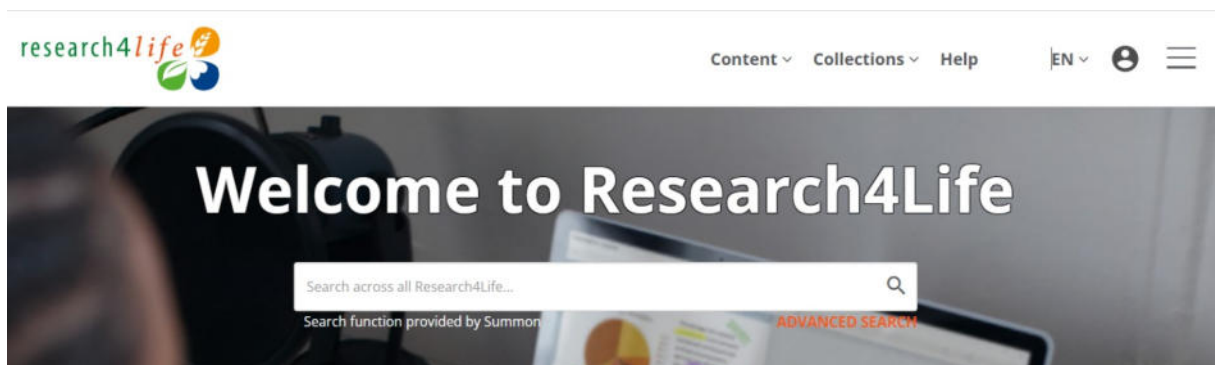 research4life
Content Collections Help EN
Welcome to Research4Life
Search across all Research4Life...
Search function provided by Summon
ADVANCED SEARCH